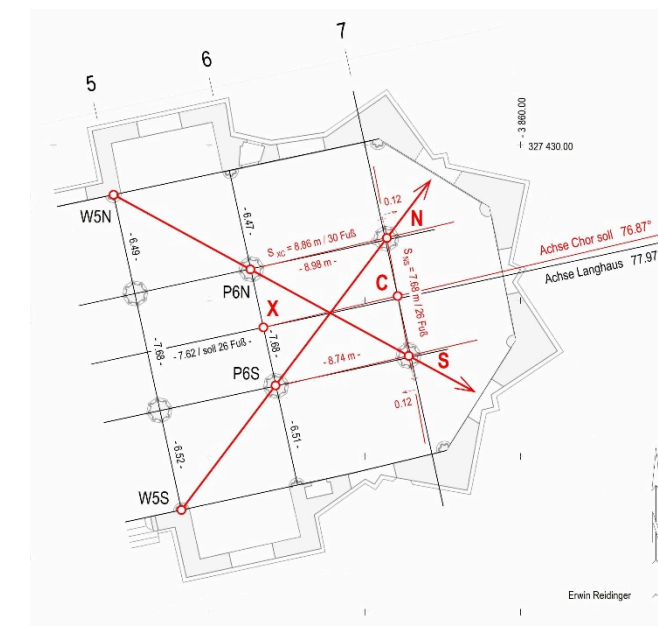 7
6
5
- 3 860.00
327 430.00
W5N
0.12
N
- 6.47 -
- 6.49 -
S XC = 8.86 m / 30 Fuß
- 8.98 m -
Achse Chor soll 76.87°
Achse Langhaus 77.97
P6N
S NS = 7.68 m / 26 Fuß
C
X
- 7.68 -
- 7.62 / soll 26 Fuß -
- 7.68 -
P6S
- 8.74 m -
S
0.12
- 6.52 -
- 6.51 -
W5S
Erwin Reidinger